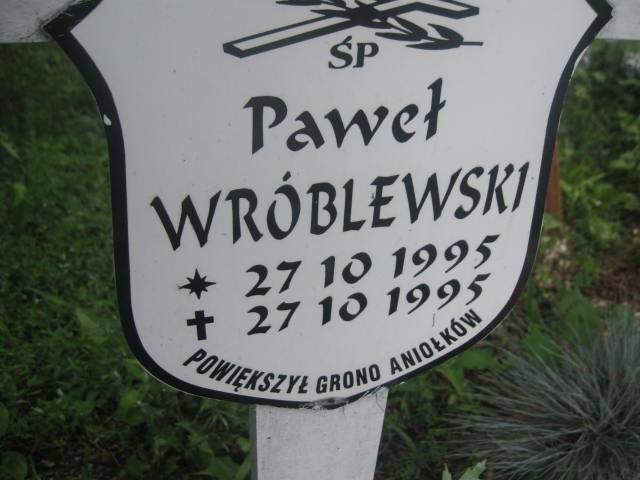 ŚP
Paweł
WRÓBLEWSKI
* 27 10 1995
✝ 27 10 1995
POWIĘKSZYŁ GRONO ANIOŁKÓW